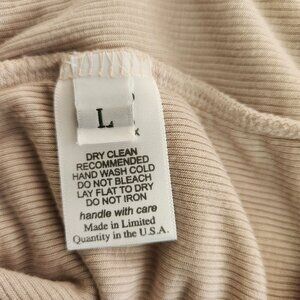 L
DRY CLEAN
RECOMMENDED
HAND WASH COLD
DO NOT BLEACH
LAY FLAT TO DRY
DO NOT IRON
handle with care
Made in Limited
Quantity in the U.S.A.